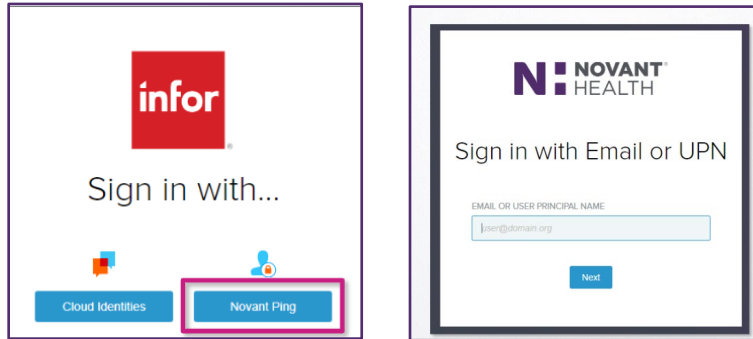 infor
®
Sign in with...
Cloud Identities
Novant Ping
N NOVANT®
HEALTH
Sign in with Email or UPN
EMAIL OR USER PRINCIPAL NAME
user@domain.org
Next